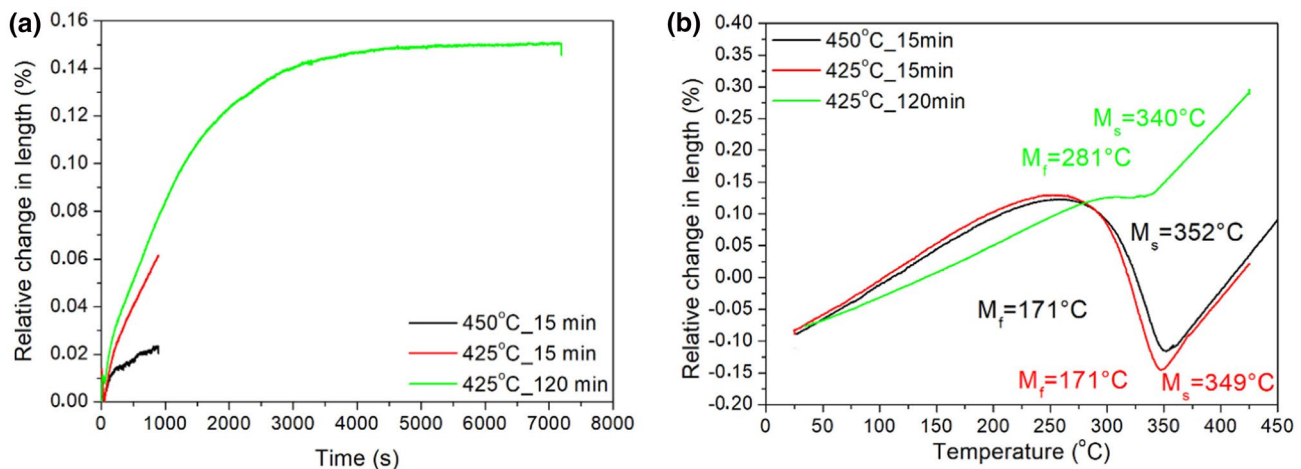 (a)
0.16
0.14
0.12
0.10
0.08
0.06
0.04
0.02
0.00
Relative change in length (%)
450°C_15 min
425°C_15 min
425°C_120 min
0 1000 2000 3000 4000 5000 6000 7000 8000
Time (s)
(b)
0.40
0.35
0.30
0.25
0.20
0.15
0.10
0.05
0.00
-0.05
-0.10
-0.15
-0.20
Relative change in length (%)
450°C_15min
425°C_15min
425°C_120min
Ms=340°C
Mf=281°C
Ms=352°C
Mf=171°C
Mf=171°C
Ms=349°C
0 50 100 150 200 250 300 350 400 450
Temperature (°C)